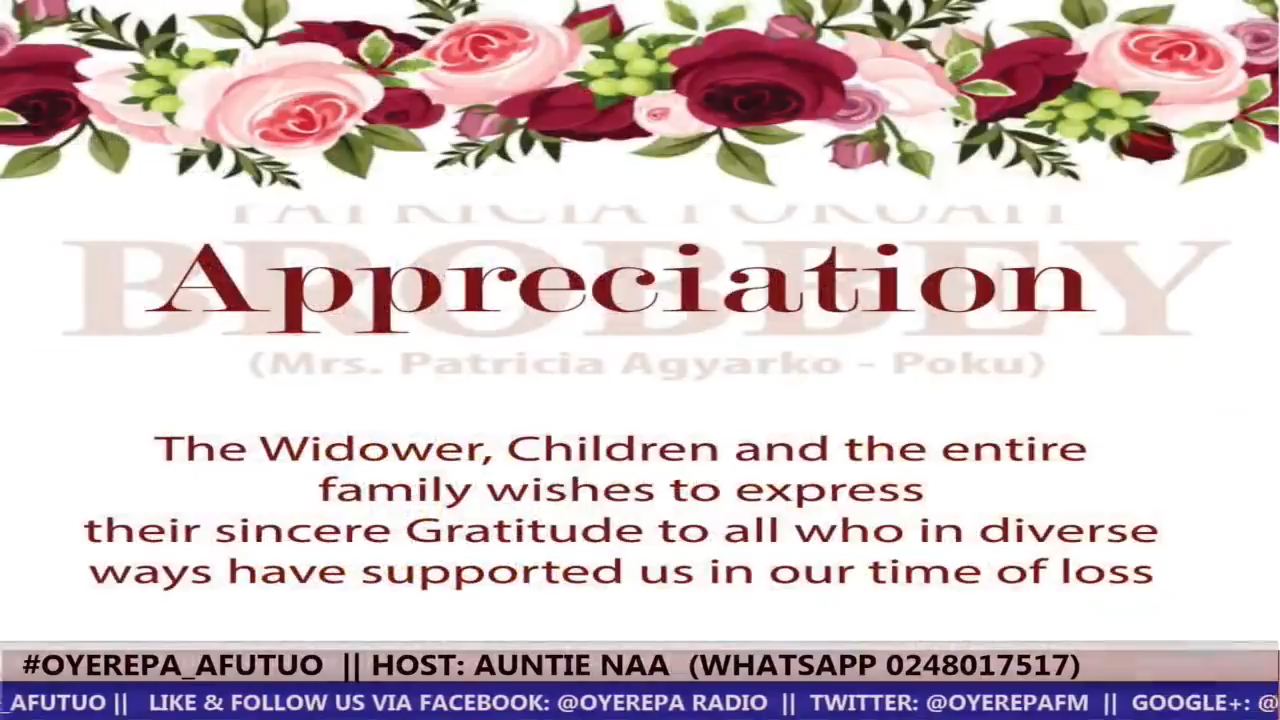 Appreciation
BROBBEY
(Mrs. Patricia Agyarko - Poku)
The Widower, Children and the entire
family wishes to express
their sincere Gratitude to all who in diverse
ways have supported us in our time of loss
#OYEREPA_AFUTUO || HOST: AUNTIE NAA (WHATSAPP 0248017517)
AFUTUO || LIKE & FOLLOW US VIA FACEBOOK: @OYEREPA RADIO || TWITTER: @OYEREPAFM || GOOGLE+: @